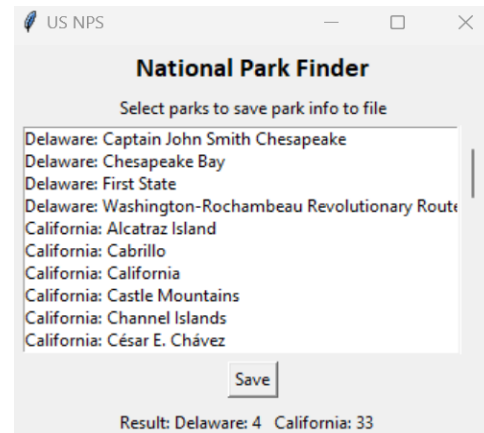 US NPS
National Park Finder
Select parks to save park info to file
Delaware: Captain John Smith Chesapeake
Delaware: Chesapeake Bay
Delaware: First State
Delaware: Washington-Rochambeau Revolutionary Route
California: Alcatraz Island
California: Cabrillo
California: California
California: Castle Mountains
California: Channel Islands
California: César E. Chávez
Save
Result: Delaware: 4 California: 33